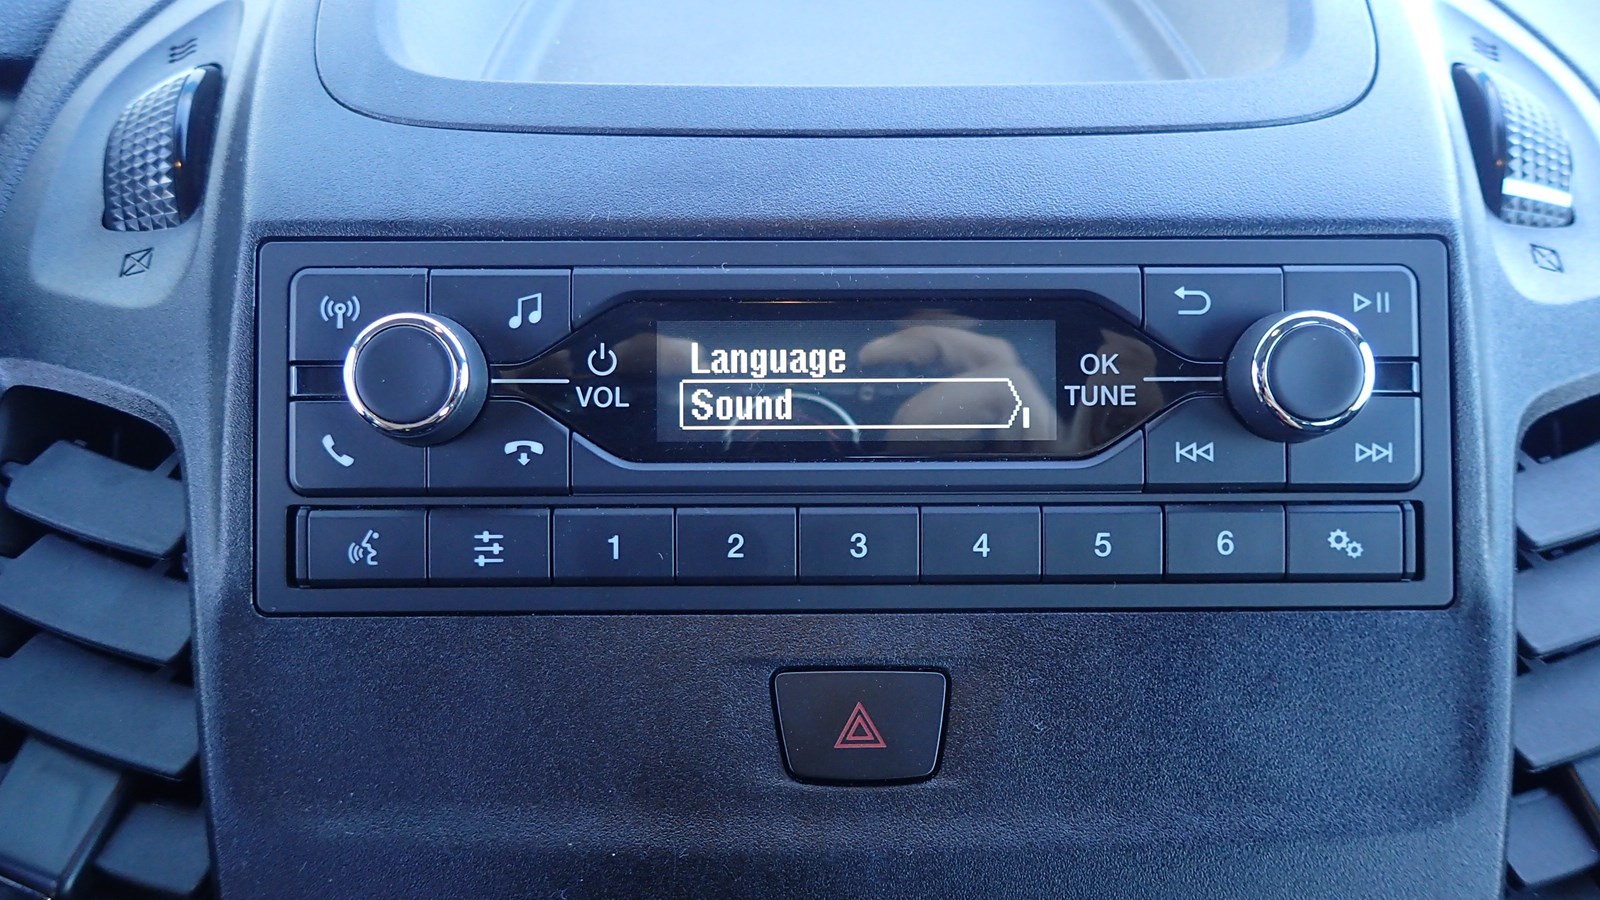 Language
Sound
VOL
OK
TUNE
1 2 3 4 5 6